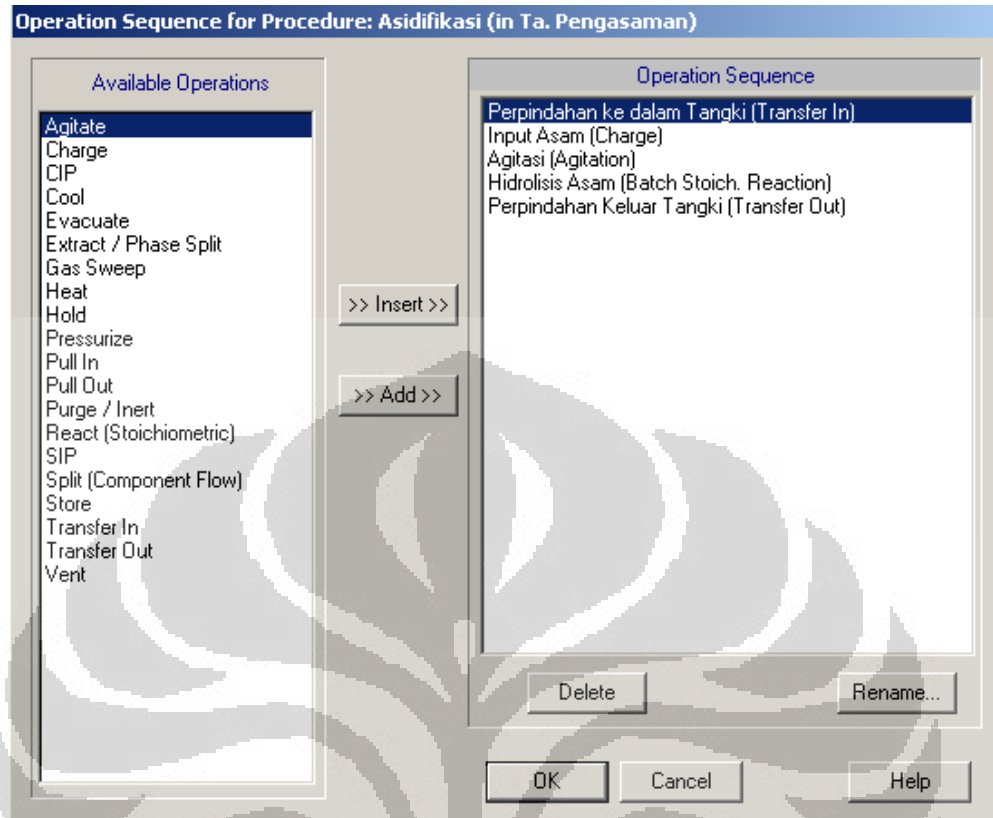 Operation Sequence for Procedure: Asidifikasi (in Ta. Pengasaman)
Available Operations
Agitate
Charge
CIP
Cool
Evacuate
Extract / Phase Split
Gas Sweep
Heat
Hold
Pressurize
Pull In
Pull Out
Purge / Inert
React (Stoichiometric)
SIP
Split (Component Flow)
Store
Transfer In
Transfer Out
Vent
>> Insert >>
>> Add >>
Operation Sequence
Perpindahan ke dalam Tangki (Transfer In)
Input Asam (Charge)
Agitasi (Agitation)
Hidrolisis Asam (Batch Stoich. Reaction)
Perpindahan Keluar Tangki (Transfer Out)
Delete
Rename...
OK
Cancel
Help